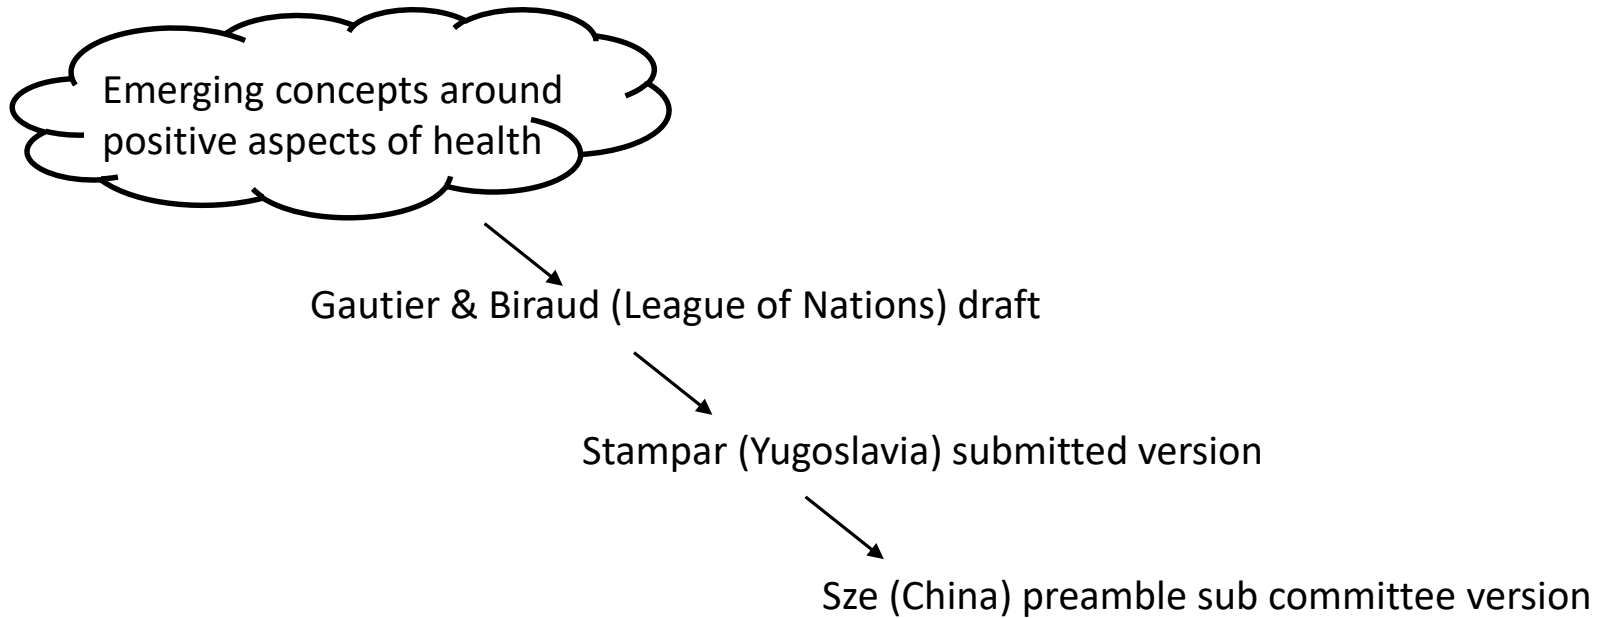 Emerging concepts around
positive aspects of health
Gautier & Biraud (League of Nations) draft
Stampar (Yugoslavia) submitted version
Sze (China) preamble sub committee version